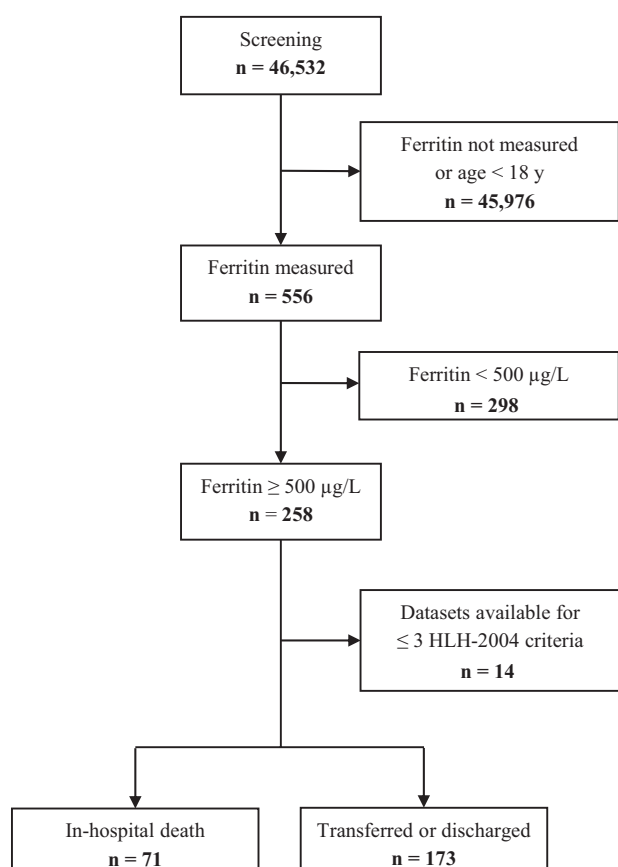 Screening
n = 46,532
Ferritin not measured
or age < 18 y
n = 45,976
Ferritin measured
n = 556
Ferritin < 500 µg/L
n = 298
Ferritin ≥ 500 µg/L
n = 258
Datasets available for
≤ 3 HLH-2004 criteria
n = 14
In-hospital death
n = 71
Transferred or discharged
n = 173